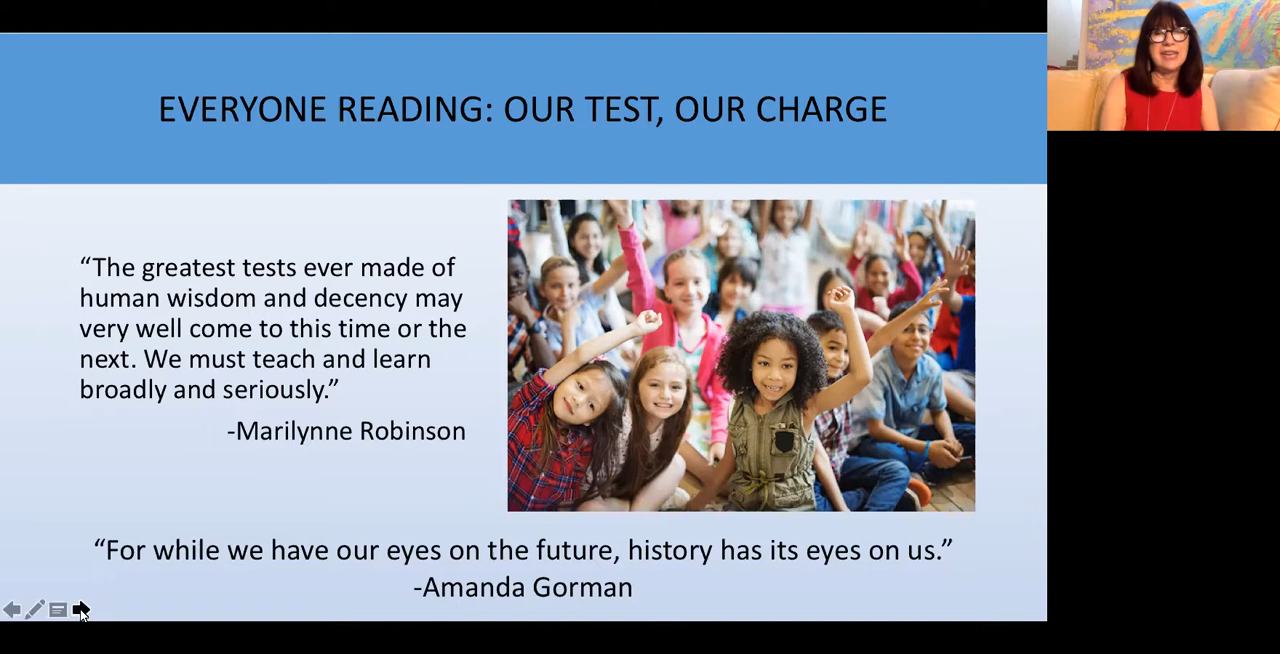 EVERYONE READING: OUR TEST, OUR CHARGE
“The greatest tests ever made of
human wisdom and decency may
very well come to this time or the
next. We must teach and learn
broadly and seriously.”
-Marilynne Robinson
“For while we have our eyes on the future, history has its eyes on us.”
-Amanda Gorman